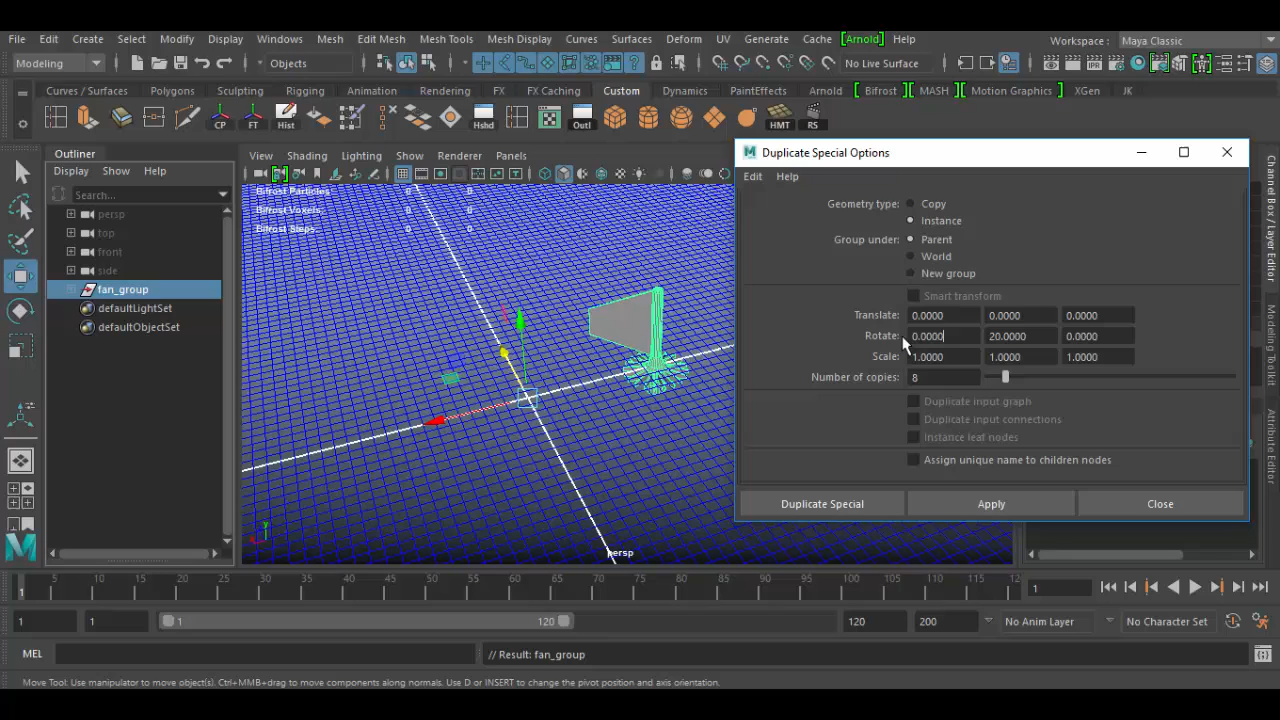 File Edit Create Select Modify Display Windows Mesh Edit Mesh Mesh Tools Mesh Display Curves Surfaces Deform UV Generate Cache Arnold Help Workspace : Maya Classic
Modeling Objects No Live Surface
Curves / Surfaces Polygons Sculpting Rigging Animation Rendering FX FX Caching Custom Dynamics PaintEffects Arnold Bifrost MASH Motion Graphics XGen JK
CP FT Hist Hshd Outl HMT RS
Outliner
Display Show Help
Search...
persp
top
front
side
fan_group
defaultLightSet
defaultObjectSet
View Shading Lighting Show Renderer Panels
Bifrost Particles 0 0
Bifrost Voxels 0 0
Bifrost Steps 0 0
persp
Duplicate Special Options
Edit Help
Geometry type: Copy
Instance
Group under: Parent
World
New group
Smart transform
Translate: 0.0000 0.0000 0.0000
Rotate: 0.0000 20.0000 0.0000
Scale: 1.0000 1.0000 1.0000
Number of copies: 8
Duplicate input graph
Duplicate input connections
Instance leaf nodes
Assign unique name to children nodes
Duplicate Special Apply Close
Channel Box / Layer Editor
Modeling Toolkit
Attribute Editor
1 5 10 15 20 25 30 35 40 45 50 55 60 65 70 75 80 85 90 95 100 105 110 115 12 1
1 1 1 120 120 200 No Anim Layer No Character Set
MEL // Result: fan_group
Move Tool: Use manipulator to move object(s). Ctrl+MMB+drag to move components along normals. Use D or INSERT to change the pivot position and axis orientation.